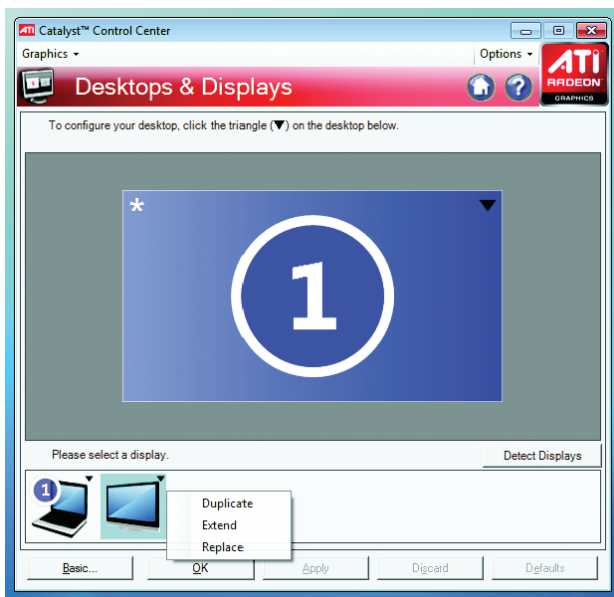 ATI Catalyst™ Control Center
Graphics
Options
ATI
RADEON
GRAPHICS
Desktops & Displays
To configure your desktop, click the triangle (▼) on the desktop below.
*
1
Please select a display.
Detect Displays
1
Duplicate
Extend
Replace
Basic...
OK
Apply
Discard
Defaults